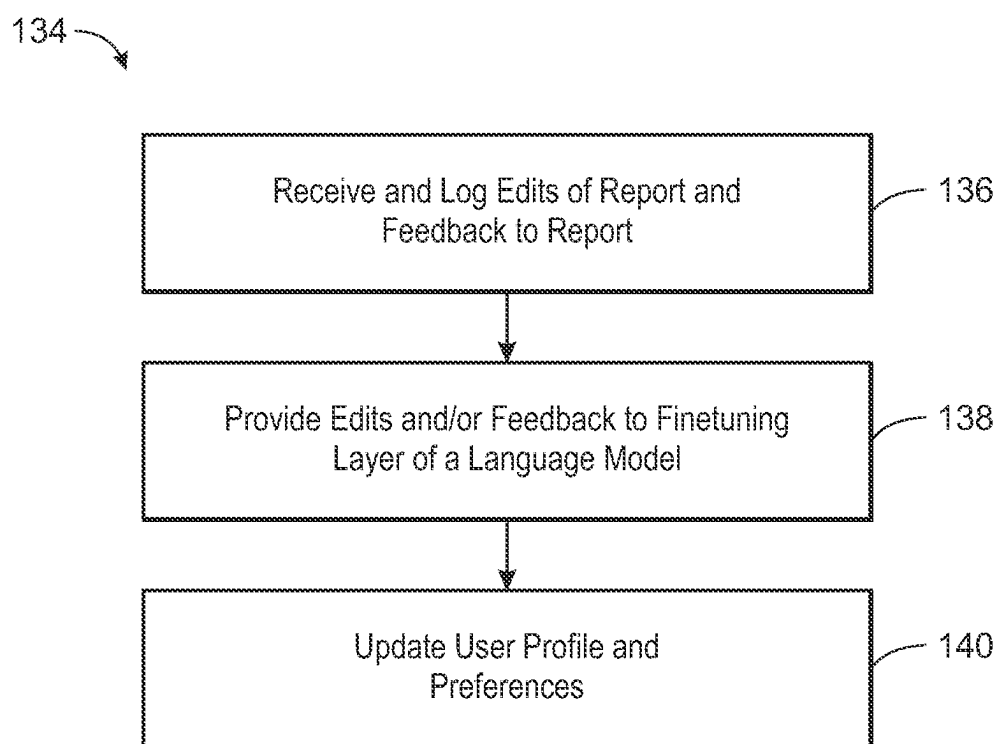 134
Receive and Log Edits of Report and
Feedback to Report
136
Provide Edits and/or Feedback to Finetuning
Layer of a Language Model
138
Update User Profile and
Preferences
140